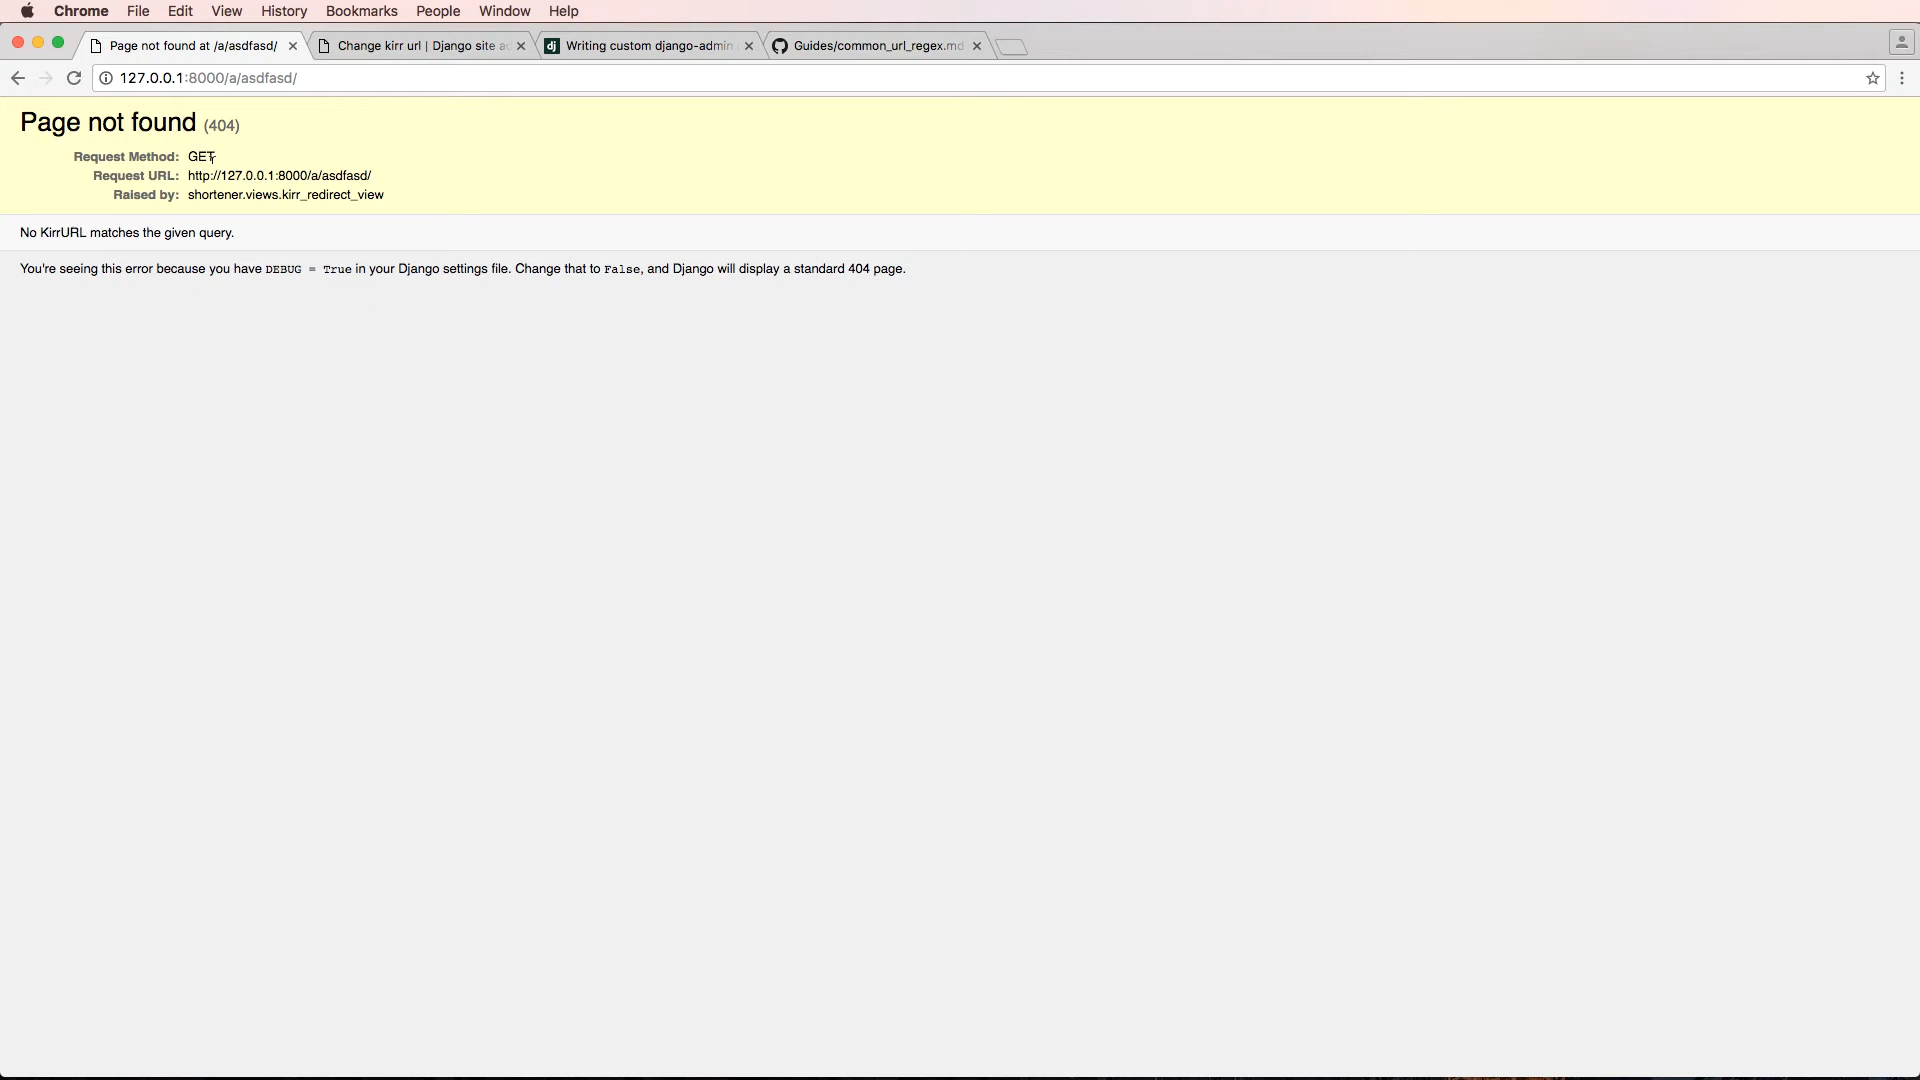 Chrome File Edit View History Bookmarks People Window Help
Page not found at /a/asdfasd/ Change kirr url | Django site ad Writing custom django-admin Guides/common_url_regex.md
127.0.0.1:8000/a/asdfasd/
Page not found (404)
Request Method: GET
Request URL: http://127.0.0.1:8000/a/asdfasd/
Raised by: shortener.views.kirr_redirect_view
No KirrURL matches the given query.
You're seeing this error because you have DEBUG = True in your Django settings file. Change that to False, and Django will display a standard 404 page.